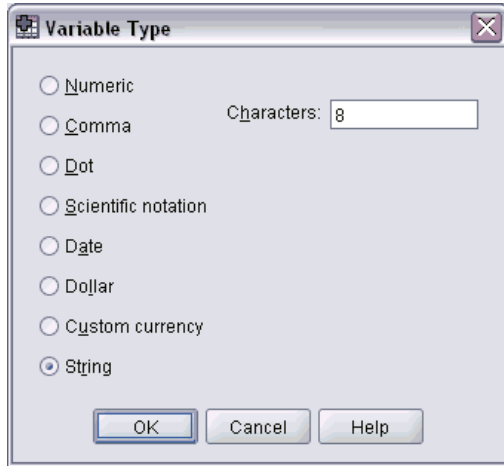 Variable Type
Numeric
Characters: 8
Comma
Dot
Scientific notation
Date
Dollar
Custom currency
String
OK Cancel Help